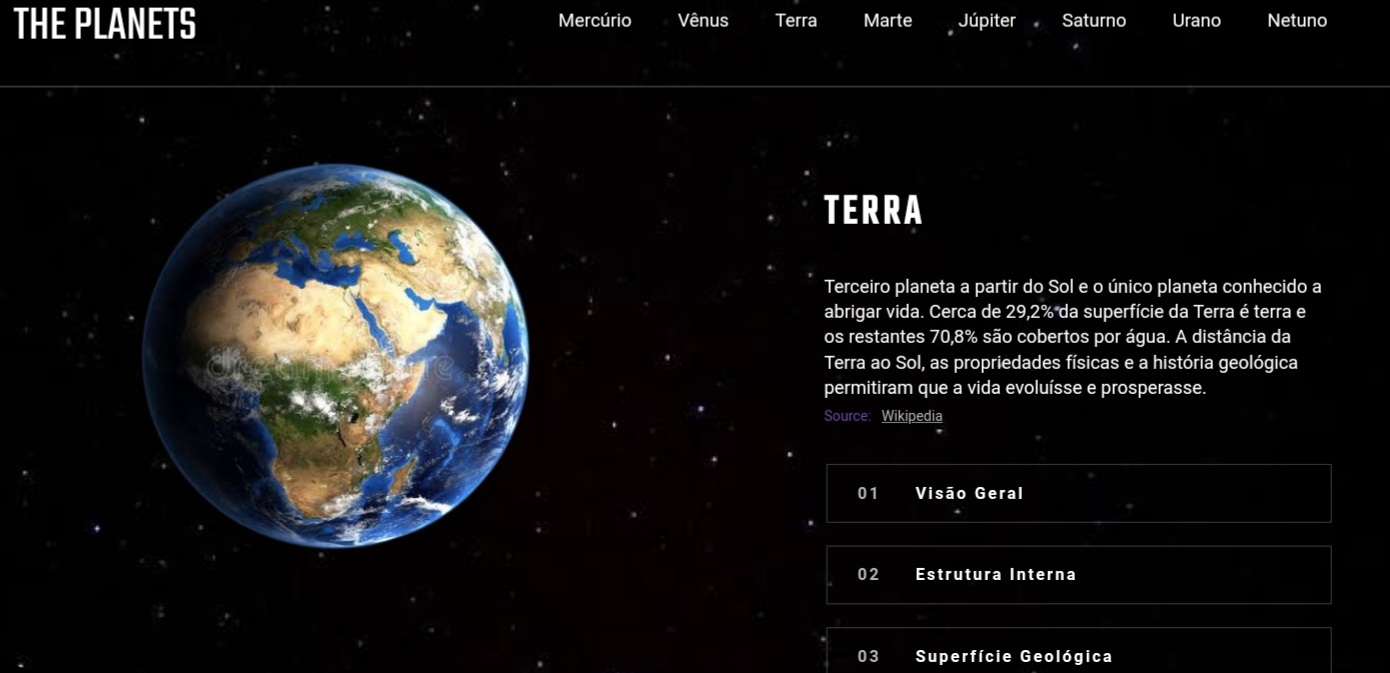 THE PLANETS
Mercúrio Vênus Terra Marte Júpiter Saturno Urano Netuno
TERRA
Terceiro planeta a partir do Sol e o único planeta conhecido a
abrigar vida. Cerca de 29,2% da superfície da Terra é terra e
os restantes 70,8% são cobertos por água. A distância da
Terra ao Sol, as propriedades físicas e a história geológica
permitiram que a vida evoluísse e prosperasse.
Source: Wikipedia
01 Visão Geral
02 Estrutura Interna
03 Superfície Geológica